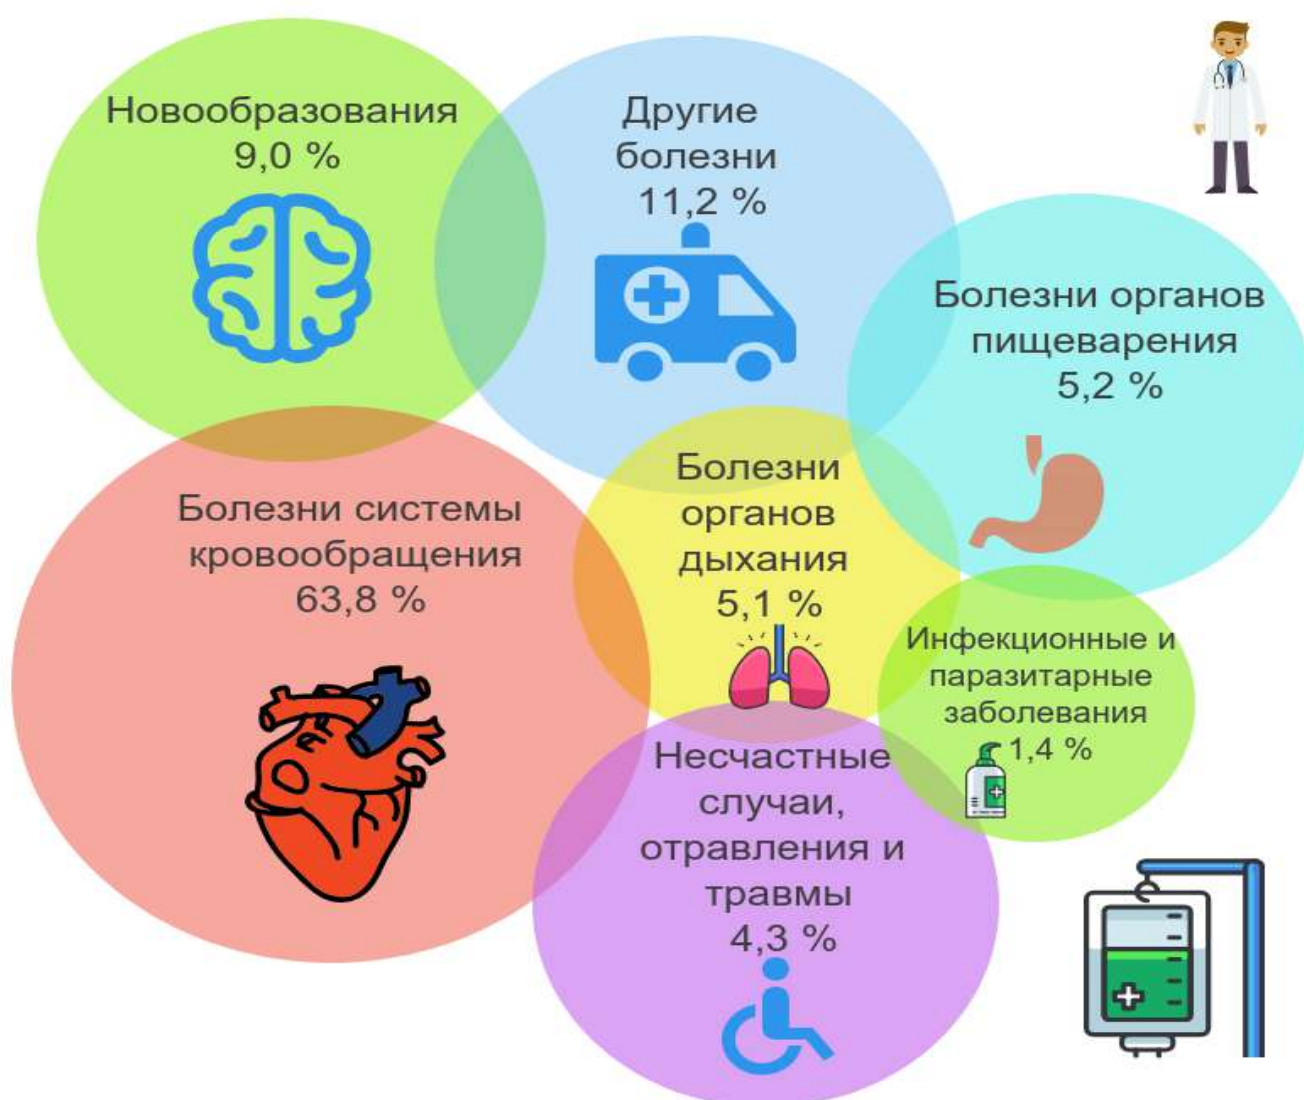 Новообразования
9,0 %
Другие
болезни
11,2 %
Болезни органов
пищеварения
5,2 %
Болезни системы
кровообращения
63,8 %
Болезни
органов
дыхания
5,1 %
Инфекционные и
паразитарные
заболевания
1,4 %
Несчастные
случаи,
отравления и
травмы
4,3 %